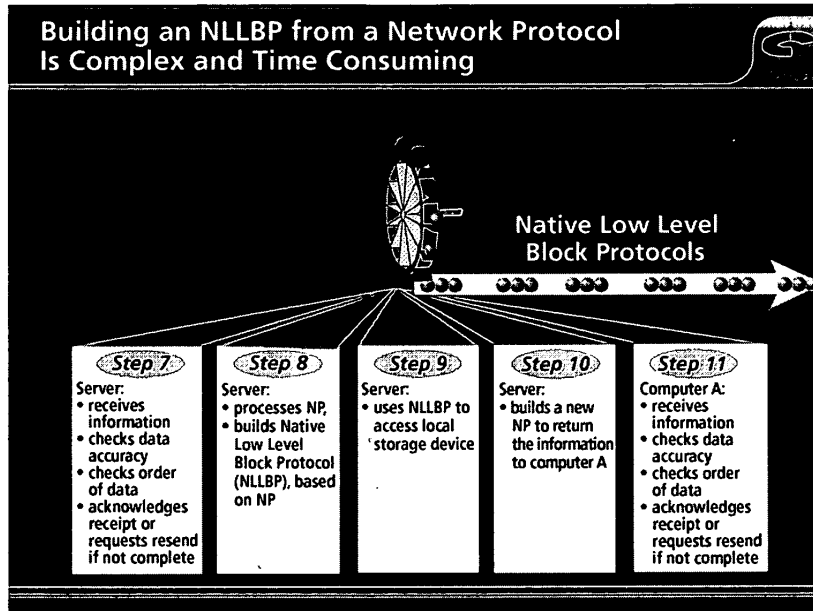 Building an NLLBP from a Network Protocol
Is Complex and Time Consuming
Native Low Level
Block Protocols
Step 7
Server:
• receives
information
• checks data
accuracy
• checks order
of data
• acknowledges
receipt or
requests resend
if not complete
Step 8
Server:
• processes NP,
• builds Native
Low Level
Block Protocol
(NLLBP), based
on NP
Step 9
Server:
• uses NLLBP to
access local
storage device
Step 10
Server:
• builds a new
NP to return
the information
to computer A
Step 11
Computer A:
• receives
information
• checks data
accuracy
• checks order
of data
• acknowledges
receipt or
requests resend
if not complete